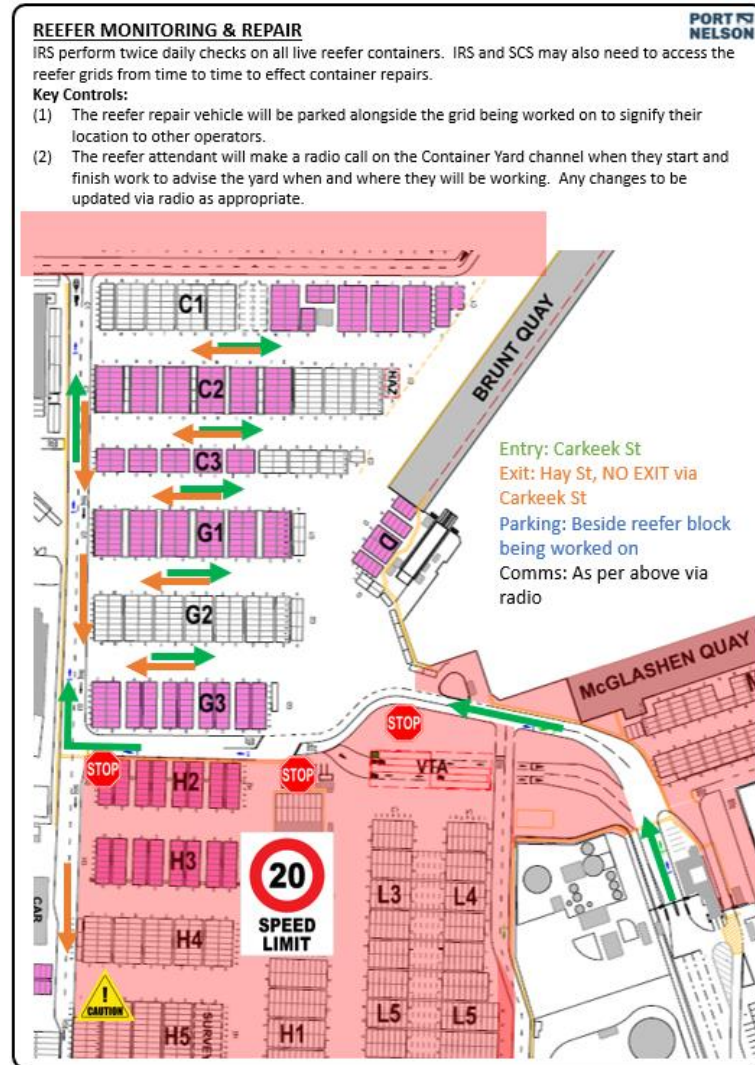 REEFER MONITORING & REPAIR
PORT
NELSON
IRS perform twice daily checks on all live reefer containers. IRS and SCS may also need to access the
reefer grids from time to time to effect container repairs.
Key Controls:
(1) The reefer repair vehicle will be parked alongside the grid being worked on to signify their
location to other operators.
(2) The reefer attendant will make a radio call on the Container Yard channel when they start and
finish work to advise the yard when and where they will be working. Any changes to be
updated via radio as appropriate.
C1
C2
HAZ
BRUNT QUAY
C3
Entry: Carkeek St
Exit: Hay St, NO EXIT via
Carkeek St
Parking: Beside reefer block
being worked on
Comms: As per above via
radio
G1
D
G2
G3
McGLASHEN QUAY
STOP
STOP
STOP
VTA
H2
H3
20
SPEED
LIMIT
L3
L4
CAR
H4
!
CAUTION
H5
SURVEY
H1
L5
L5